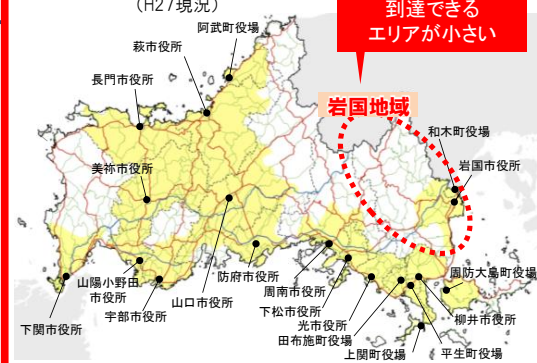 (H27現況)
到達できる
エリアが小さい
阿武町役場
萩市役所
長門市役所
岩国地域
和木町役場
岩国市役所
美祢市役所
防府市役所
周防大島町役場
山陽小野田
市役所
周南市役所
山口市役所
下松市役所
宇部市役所
光市役所
柳井市役所
下関市役所
田布施町役場
平生町役場
上関町役場